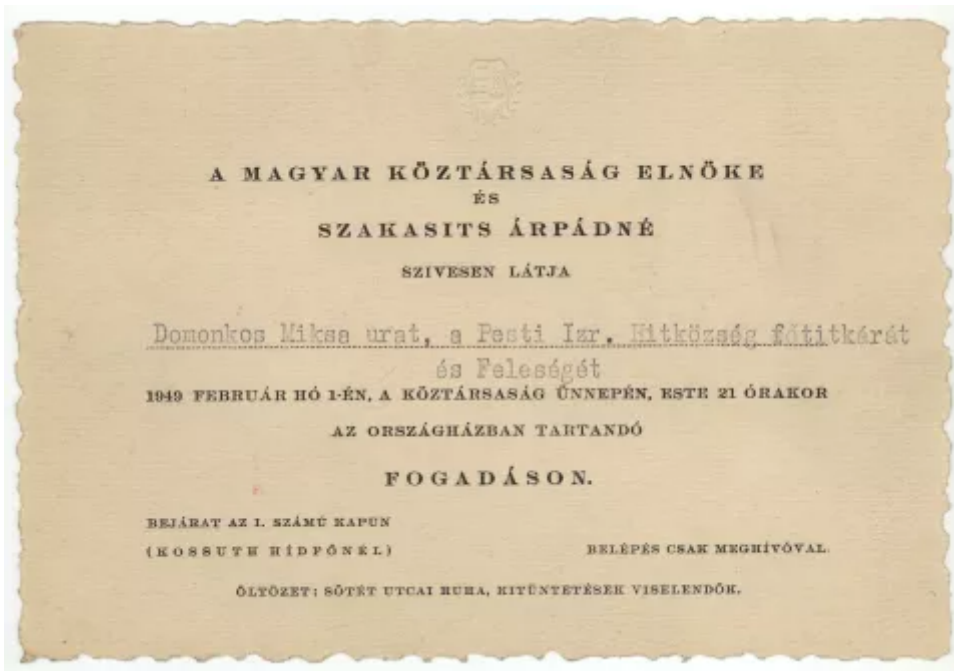 A MAGYAR KÖZTÁRSASÁG ELNÖKE
ÉS
SZAKASITS ÁRPÁDNÉ
SZIVESEN LÁTJA
Domonkos Miksa urat, a Pesti Izr. Hitközség főtitkárát
és Feleségét
1949 FEBRUÁR HÓ 1-ÉN, A KÖZTÁRSASÁG ÜNNEPÉN, ESTE 21 ÓRAKOR
AZ ORSZÁGHÁZBAN TARTANDÓ
FOGADÁSON.
BEJÁRAT AZ I. SZÁMÚ KAPUN
(KOSSUTH HÍDFŐNÉL)
BELÉPÉS CSAK MEGHÍVÓVAL.
ÖLTÖZET: SÖTÉT UTCAI RUHA, KITÜNTETÉSEK VISELENDŐK.